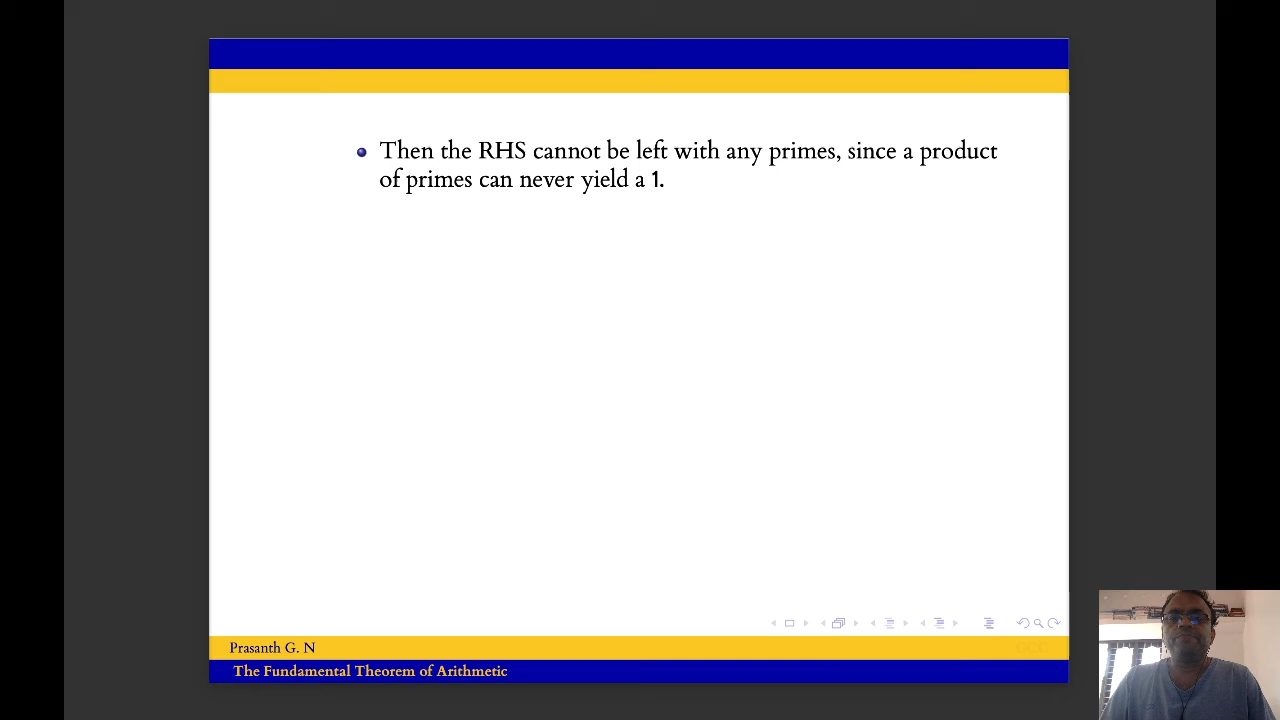 Then the RHS cannot be left with any primes, since a product
of primes can never yield a 1.
Prasanth G. N
The Fundamental Theorem of Arithmetic